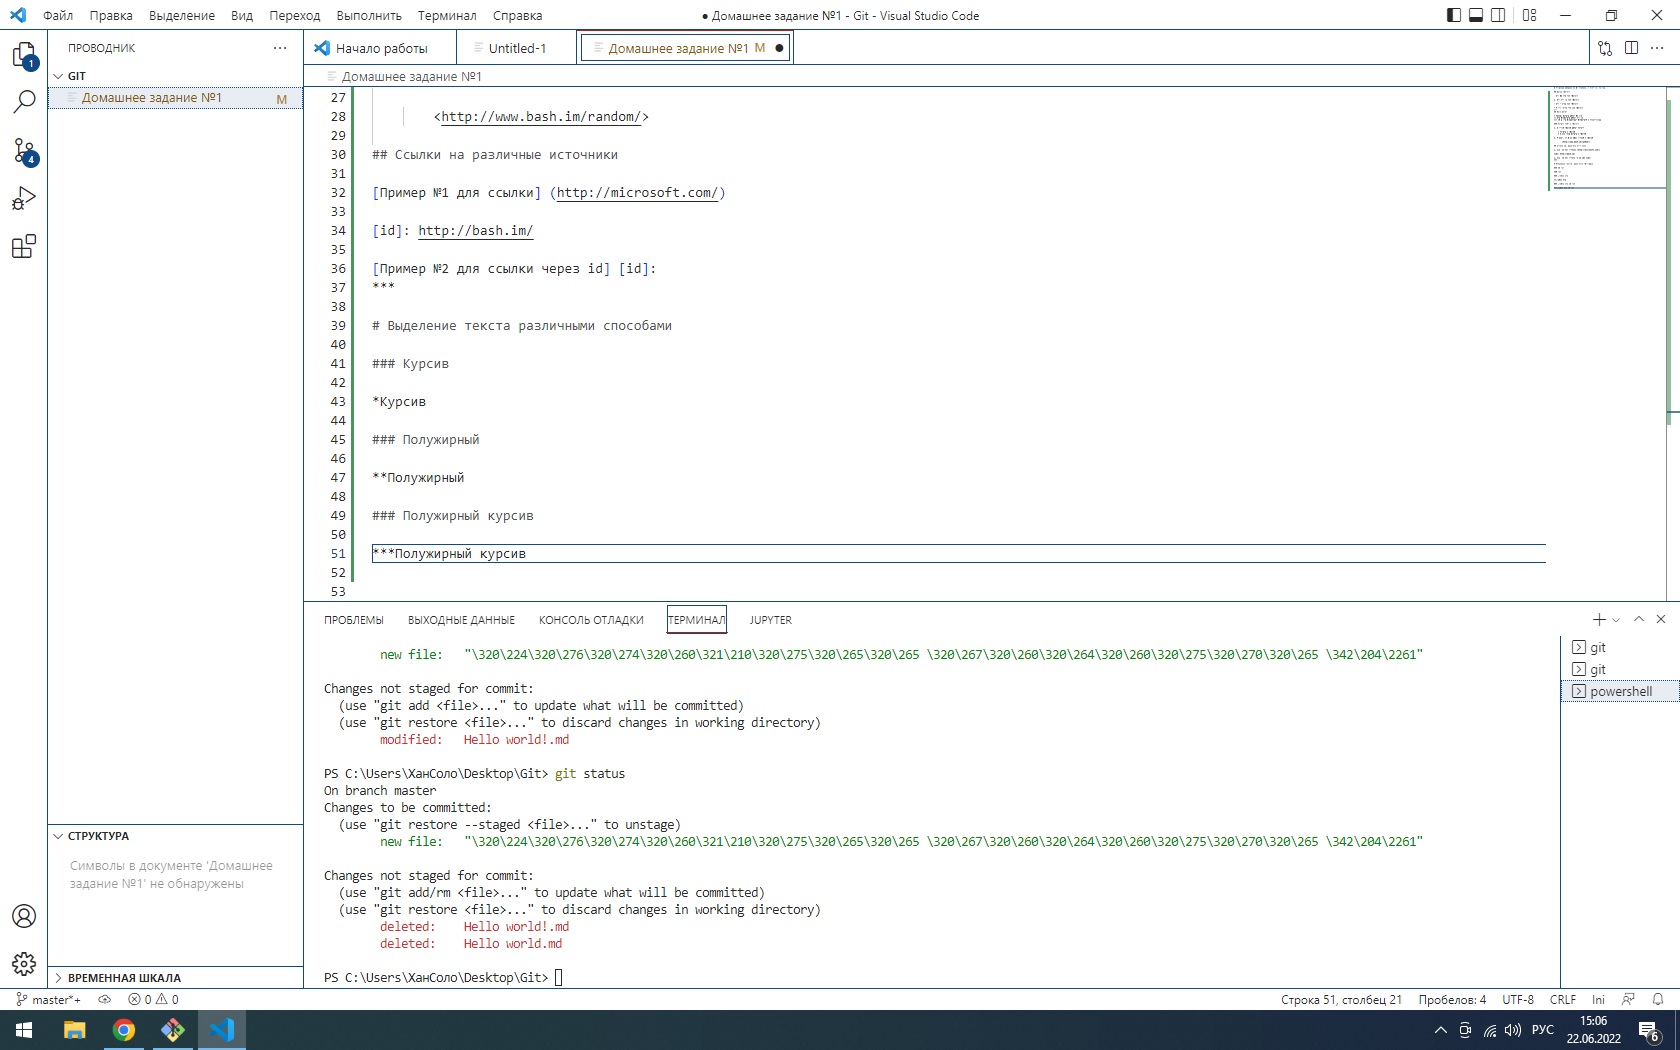 Файл Правка Выделение Вид Переход Выполнить Терминал Справка
● Домашнее задание №1 - Git - Visual Studio Code
ПРОВОДНИК
Начало работы
Untitled-1
Домашнее задание №1 M
GIT
Домашнее задание №1 M
1
4
Домашнее задание №1
27
28 <http://www.bash.im/random/>
29
30 ## Ссылки на различные источники
31
32 [Пример №1 для ссылки] (http://microsoft.com/)
33
34 [id]: http://bash.im/
35
36 [Пример №2 для ссылки через id] [id]:
37 ***
38
39 # Выделение текста различными способами
40
41 ### Курсив
42
43 *Курсив
44
45 ### Полужирный
46
47 **Полужирный
48
49 ### Полужирный курсив
50
51 ***Полужирный курсив
52
53
ПРОБЛЕМЫ ВЫХОДНЫЕ ДАННЫЕ КОНСОЛЬ ОТЛАДКИ ТЕРМИНАЛ JUPYTER
new file: "\320\224\320\276\320\274\320\260\321\210\320\275\320\265\320\265 \320\267\320\260\320\264\320\260\320\275\320\270\320\265 \342\204\2261"
Changes not staged for commit:
(use "git add <file>..." to update what will be committed)
(use "git restore <file>..." to discard changes in working directory)
modified: Hello world!.md
PS C:\Users\ХанСоло\Desktop\Git> git status
On branch master
Changes to be committed:
(use "git restore --staged <file>..." to unstage)
new file: "\320\224\320\276\320\274\320\260\321\210\320\275\320\265\320\265 \320\267\320\260\320\264\320\260\320\275\320\270\320\265 \342\204\2261"
Changes not staged for commit:
(use "git add/rm <file>..." to update what will be committed)
(use "git restore <file>..." to discard changes in working directory)
deleted: Hello world!.md
deleted: Hello world.md
PS C:\Users\ХанСоло\Desktop\Git>
git
git
powershell
СТРУКТУРА
Символы в документе 'Домашнее
задание №1' не обнаружены
ВРЕМЕННАЯ ШКАЛА
master*+ 0 0
Строка 51, столбец 21 Пробелов: 4 UTF-8 CRLF Ini
РУС
15:06
22.06.2022
6